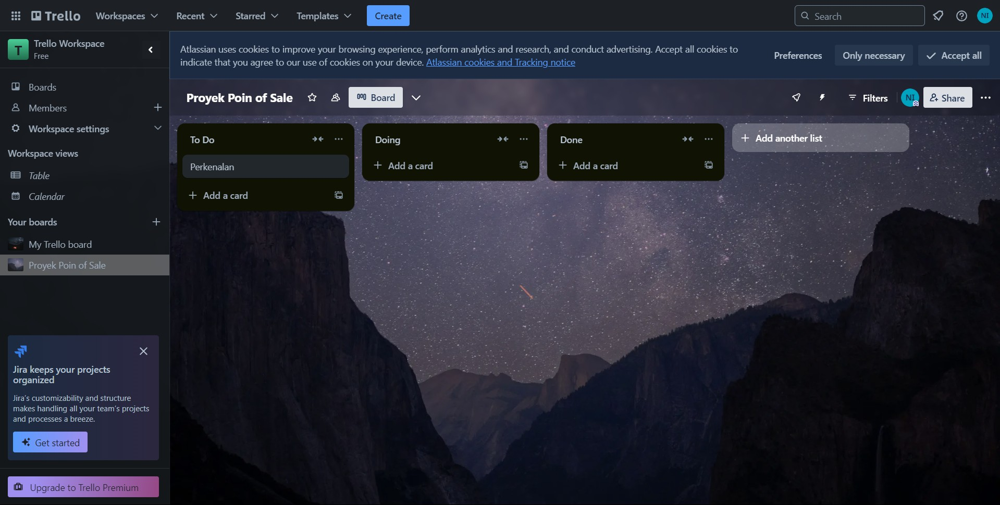 Trello
Workspaces
Recent
Starred
Templates
Create
Search
NI
T
Trello Workspace
Free
Boards
Members
Workspace settings
Workspace views
Table
Calendar
Your boards
My Trello board
Proyek Poin of Sale
Jira keeps your projects
organized
Jira's customizability and structure
makes handling all your team's projects
and processes a breeze.
Get started
Upgrade to Trello Premium
Atlassian uses cookies to improve your browsing experience, perform analytics and research, and conduct advertising. Accept all cookies to
indicate that you agree to our use of cookies on your device. Atlassian cookies and Tracking notice
Preferences
Only necessary
Accept all
Proyek Poin of Sale
Board
Filters
NI
Share
To Do
Perkenalan
Add a card
Doing
Add a card
Done
Add a card
Add another list